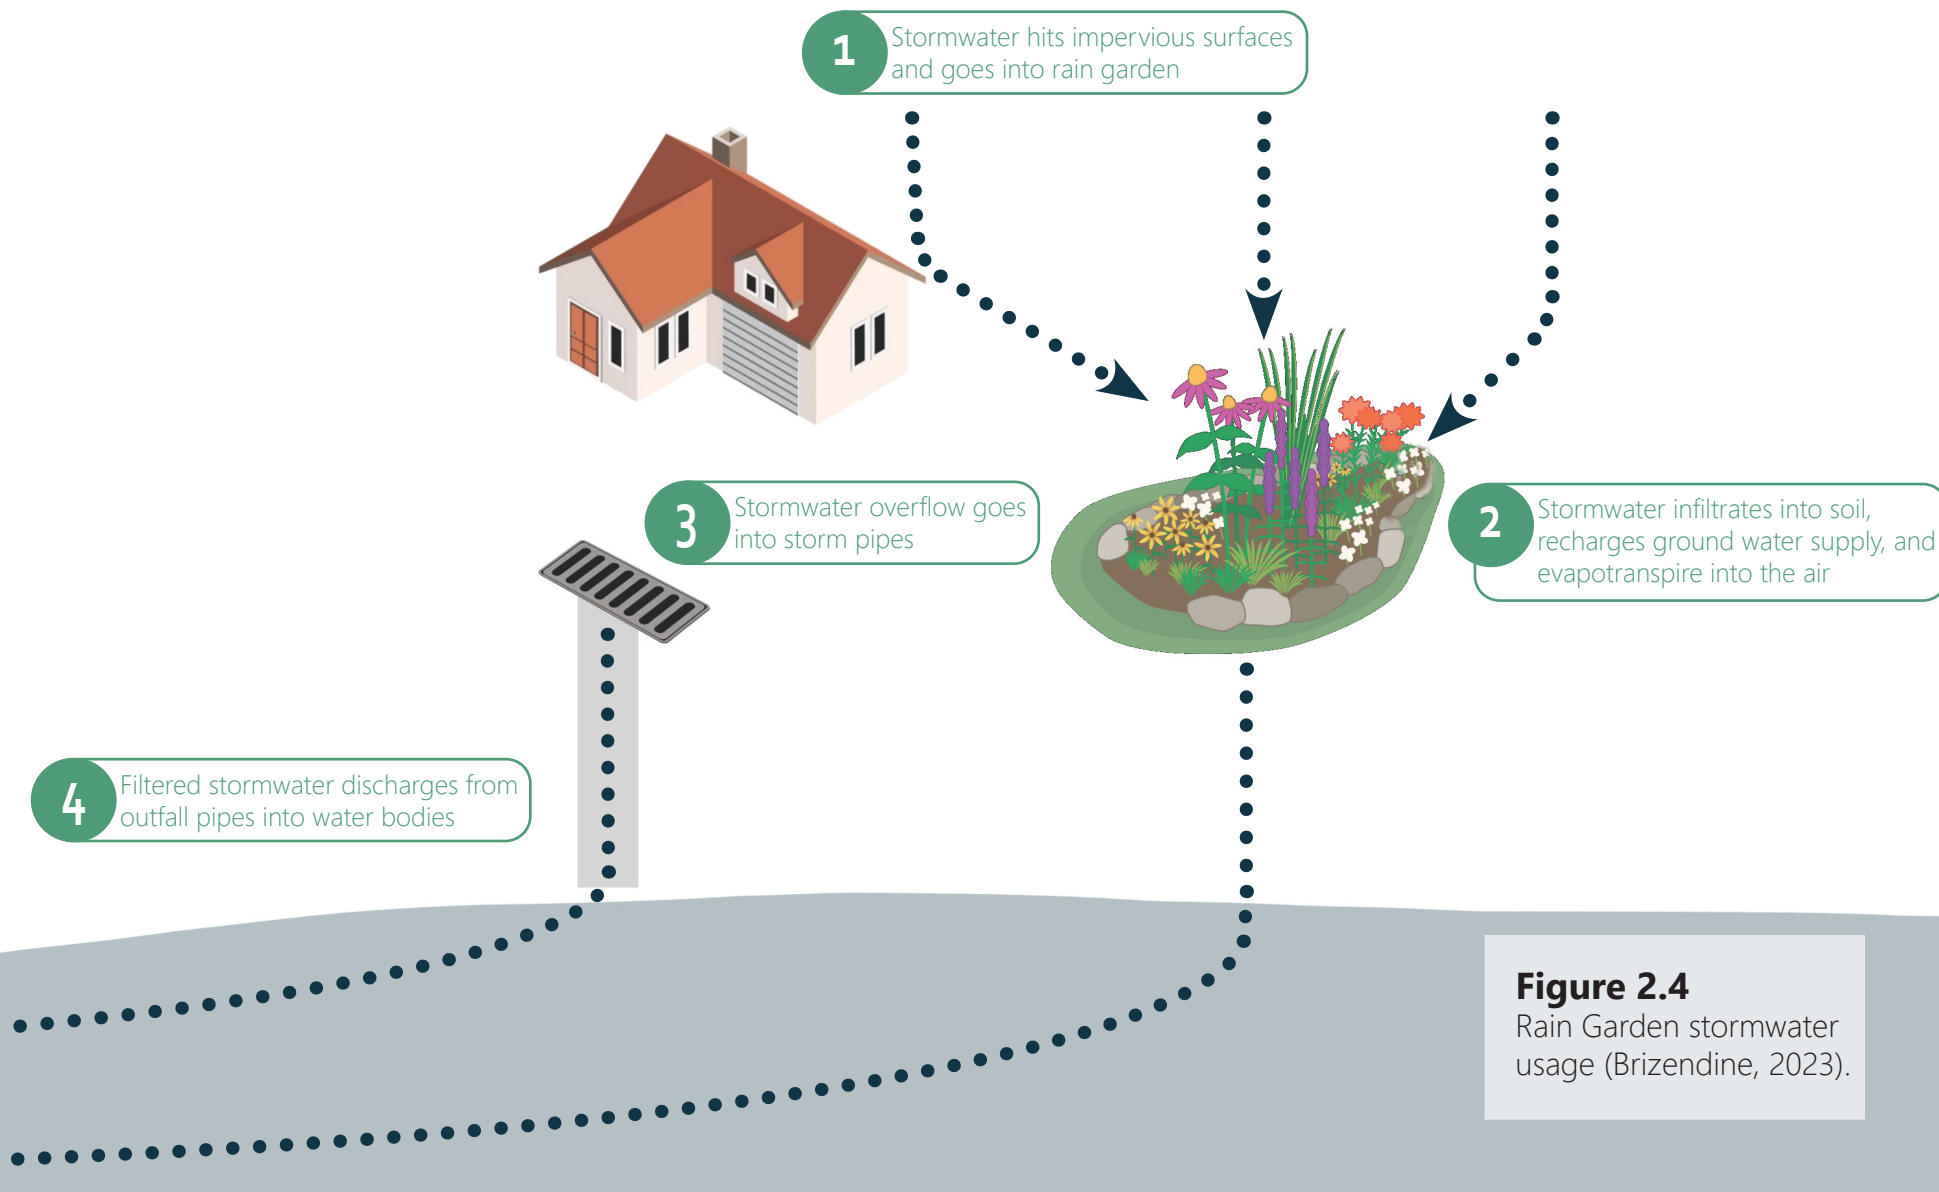 1
Stormwater hits impervious surfaces
and goes into rain garden
3
Stormwater overflow goes
into storm pipes
2
Stormwater infiltrates into soil,
recharges ground water supply, and
evapotranspire into the air
4
Filtered stormwater discharges from
outfall pipes into water bodies
Figure 2.4
Rain Garden stormwater
usage (Brizendine, 2023).